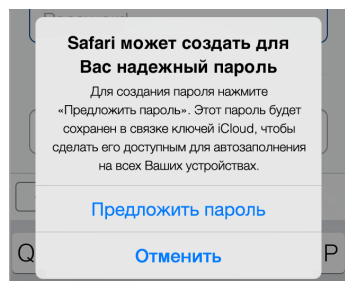 Password
Safari может создать для
Вас надежный пароль
Для создания пароля нажмите
«Предложить пароль». Этот пароль будет
сохранен в связке ключей iCloud, чтобы
сделать его доступным для автозаполнения
на всех Ваших устройствах.
Предложить пароль
Q
P
Отменить